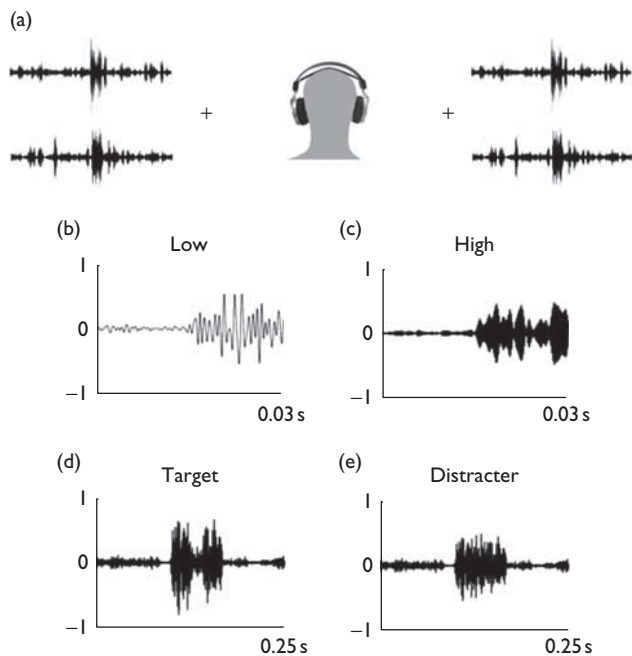 (a)
+ +
(b) (c)
Low High
1 1
0 0
−1 −1
0.03 s 0.03 s
(d) (e)
Target Distracter
1 1
0 0
−1 −1
0.25 s 0.25 s